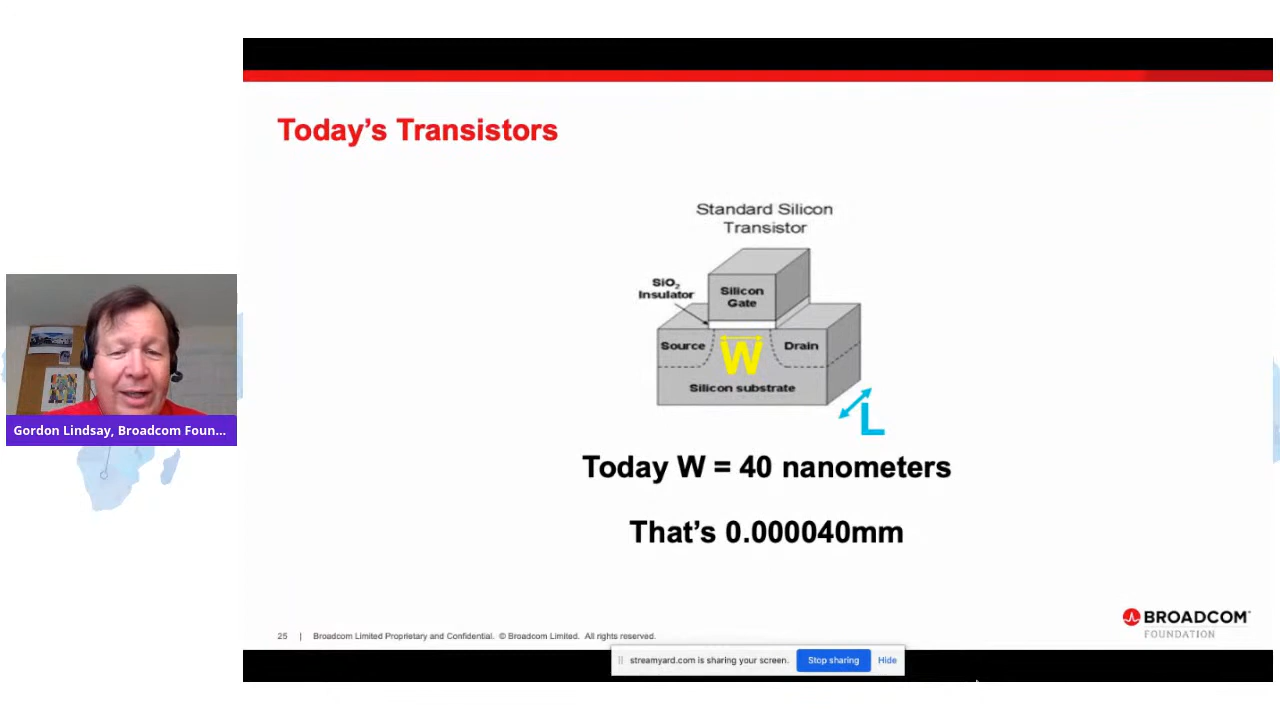 Today’s Transistors
Standard Silicon
Transistor
SiO2
Insulator
Silicon
Gate
Source
W
Drain
Silicon substrate
L
Today W = 40 nanometers
That’s 0.000040mm
Gordon Lindsay, Broadcom Foun...
25 | Broadcom Limited Proprietary and Confidential. © Broadcom Limited. All rights reserved.
BROADCOM
FOUNDATION
streamyard.com is sharing your screen. Stop sharing Hide